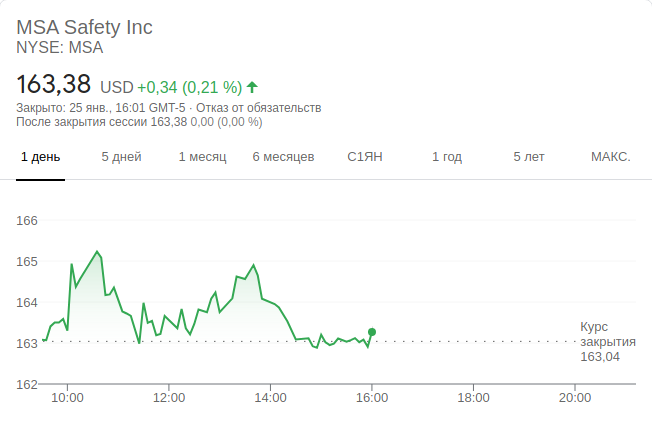 MSA Safety Inc
NYSE: MSA
163,38 USD +0,34 (0,21 %)
Закрыто: 25 янв., 16:01 GMT-5 · Отказ от обязательств
После закрытия сессии 163,38 0,00 (0,00 %)
1 день 5 дней 1 месяц 6 месяцев С1ЯН 1 год 5 лет МАКС.
166
165
164
163
Курс
закрытия
163,04
162
10:00 12:00 14:00 16:00 18:00 20:00